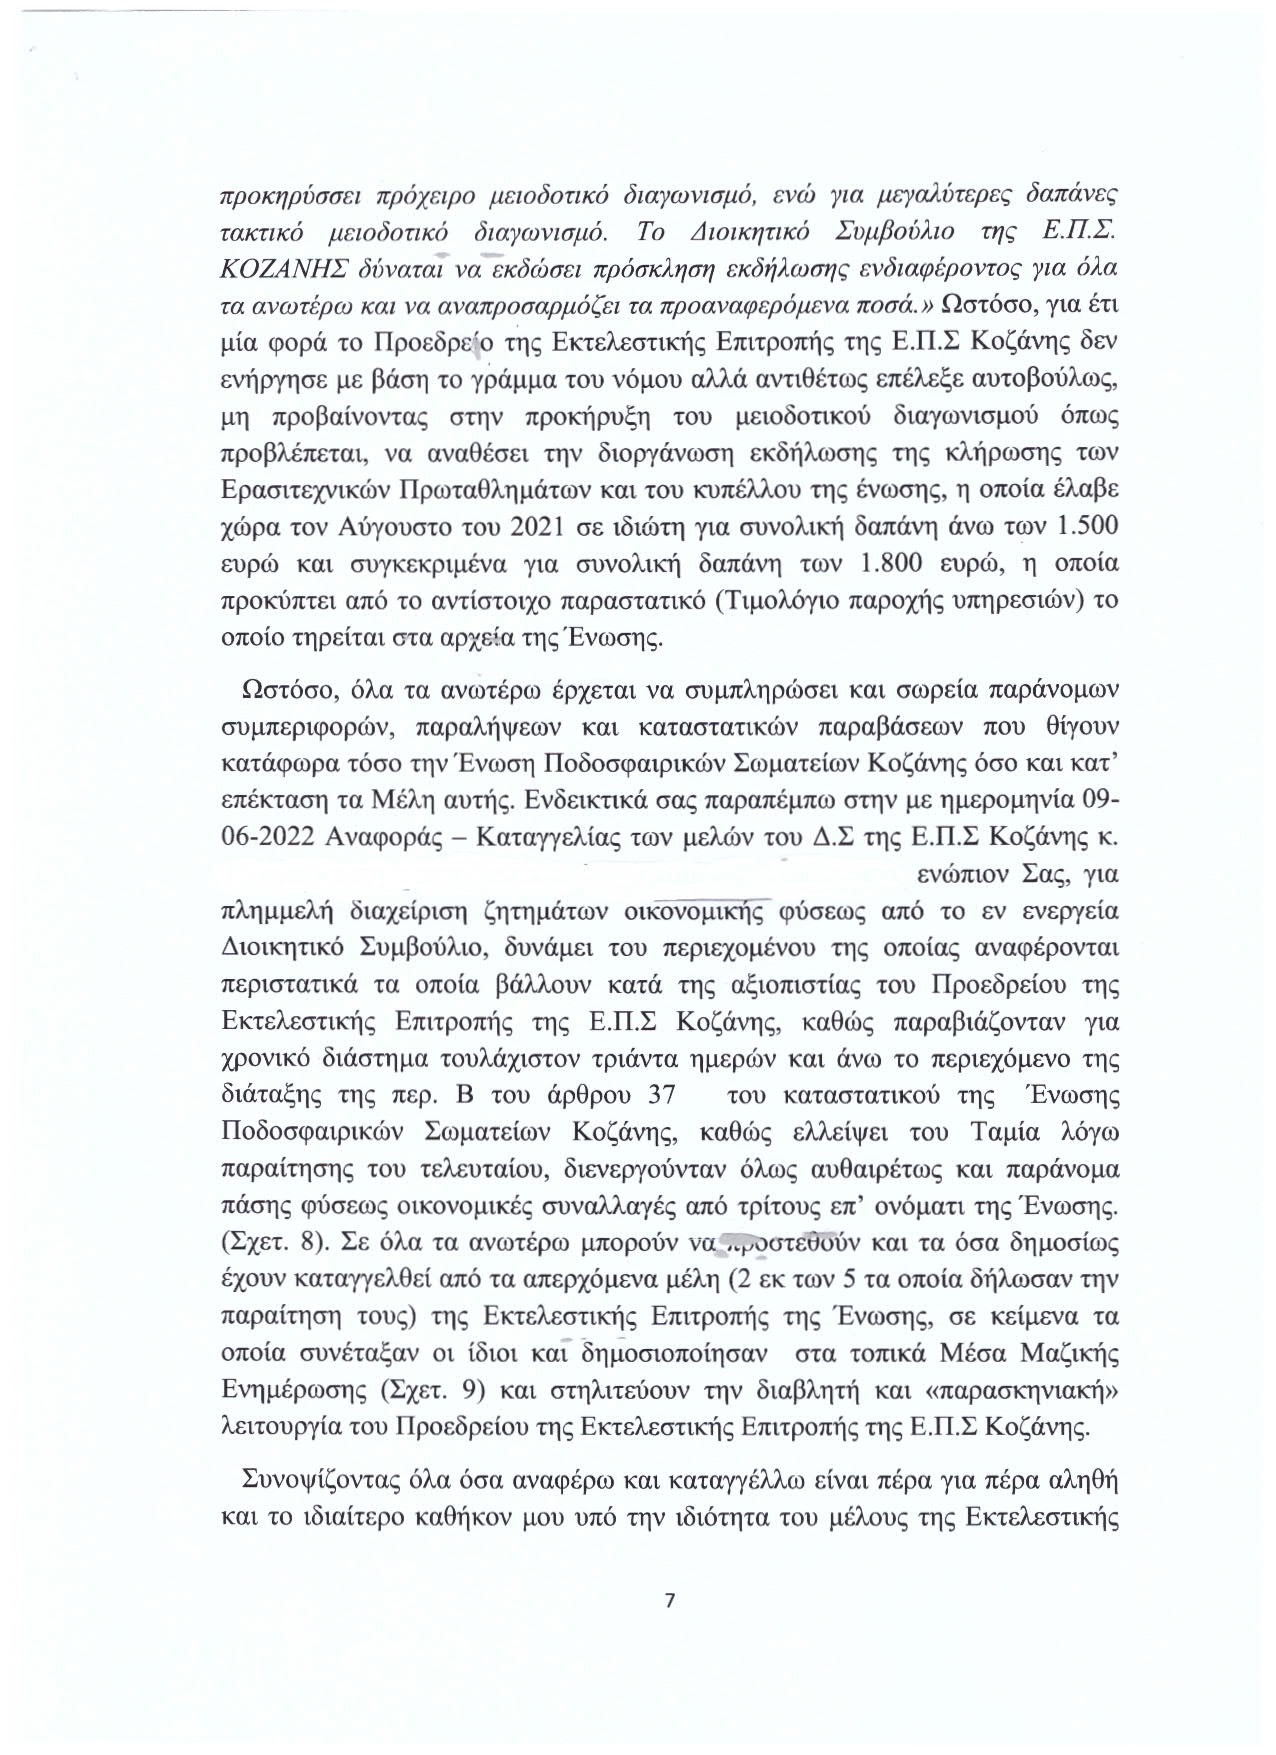 προκηρύσσει πρόχειρο μειοδοτικό διαγωνισμό, ενώ για μεγαλύτερες δαπάνες
τακτικό μειοδοτικό διαγωνισμό. Το Διοικητικό Συμβούλιο της Ε.Π.Σ.
ΚΟΖΑΝΗΣ δύναται να εκδώσει πρόσκληση εκδήλωσης ενδιαφέροντος για όλα
τα ανωτέρω και να αναπροσαρμόζει τα προαναφερόμενα ποσά.» Ωστόσο, για έτι
μία φορά το Προεδρείο της Εκτελεστικής Επιτροπής της Ε.Π.Σ Κοζάνης δεν
ενήργησε με βάση το γράμμα του νόμου αλλά αντιθέτως επέλεξε αυτοβούλως,
μη προβαίνοντας στην προκήρυξη του μειοδοτικού διαγωνισμού όπως
προβλέπεται, να αναθέσει την διοργάνωση εκδήλωσης της κλήρωσης των
Ερασιτεχνικών Πρωταθλημάτων και του κυπέλλου της ένωσης, η οποία έλαβε
χώρα τον Αύγουστο του 2021 σε ιδιώτη για συνολική δαπάνη άνω των 1.500
ευρώ και συγκεκριμένα για συνολική δαπάνη των 1.800 ευρώ, η οποία
προκύπτει από το αντίστοιχο παραστατικό (Τιμολόγιο παροχής υπηρεσιών) το
οποίο τηρείται στα αρχεία της Ένωσης.
Ωστόσο, όλα τα ανωτέρω έρχεται να συμπληρώσει και σωρεία παράνομων
συμπεριφορών, παραλήψεων και καταστατικών παραβάσεων που θίγουν
κατάφωρα τόσο την Ένωση Ποδοσφαιρικών Σωματείων Κοζάνης όσο και κατ’
επέκταση τα Μέλη αυτής. Ενδεικτικά σας παραπέμπω στην με ημερομηνία 09-
06-2022 Αναφοράς – Καταγγελίας των μελών του Δ.Σ της Ε.Π.Σ Κοζάνης κ.
ενώπιον Σας, για
πλημμελή διαχείριση ζητημάτων οικονομικής φύσεως από το εν ενεργεία
Διοικητικό Συμβούλιο, δυνάμει του περιεχομένου της οποίας αναφέρονται
περιστατικά τα οποία βάλλουν κατά της αξιοπιστίας του Προεδρείου της
Εκτελεστικής Επιτροπής της Ε.Π.Σ Κοζάνης, καθώς παραβιάζονταν για
χρονικό διάστημα τουλάχιστον τριάντα ημερών και άνω το περιεχόμενο της
διάταξης της περ. Β του άρθρου 37 του καταστατικού της Ένωσης
Ποδοσφαιρικών Σωματείων Κοζάνης, καθώς ελλείψει του Ταμία λόγω
παραίτησης του τελευταίου, διενεργούνταν όλως αυθαιρέτως και παράνομα
πάσης φύσεως οικονομικές συναλλαγές από τρίτους επ’ ονόματι της Ένωσης.
(Σχετ. 8). Σε όλα τα ανωτέρω μπορούν να προστεθούν και τα όσα δημοσίως
έχουν καταγγελθεί από τα απερχόμενα μέλη (2 εκ των 5 τα οποία δήλωσαν την
παραίτηση τους) της Εκτελεστικής Επιτροπής της Ένωσης, σε κείμενα τα
οποία συνέταξαν οι ίδιοι και δημοσιοποίησαν στα τοπικά Μέσα Μαζικής
Ενημέρωσης (Σχετ. 9) και στηλιτεύουν την διαβλητή και «παρασκηνιακή»
λειτουργία του Προεδρείου της Εκτελεστικής Επιτροπής της Ε.Π.Σ Κοζάνης.
Συνοψίζοντας όλα όσα αναφέρω και καταγγέλλω είναι πέρα για πέρα αληθή
και το ιδιαίτερο καθήκον μου υπό την ιδιότητα του μέλους της Εκτελεστικής
7